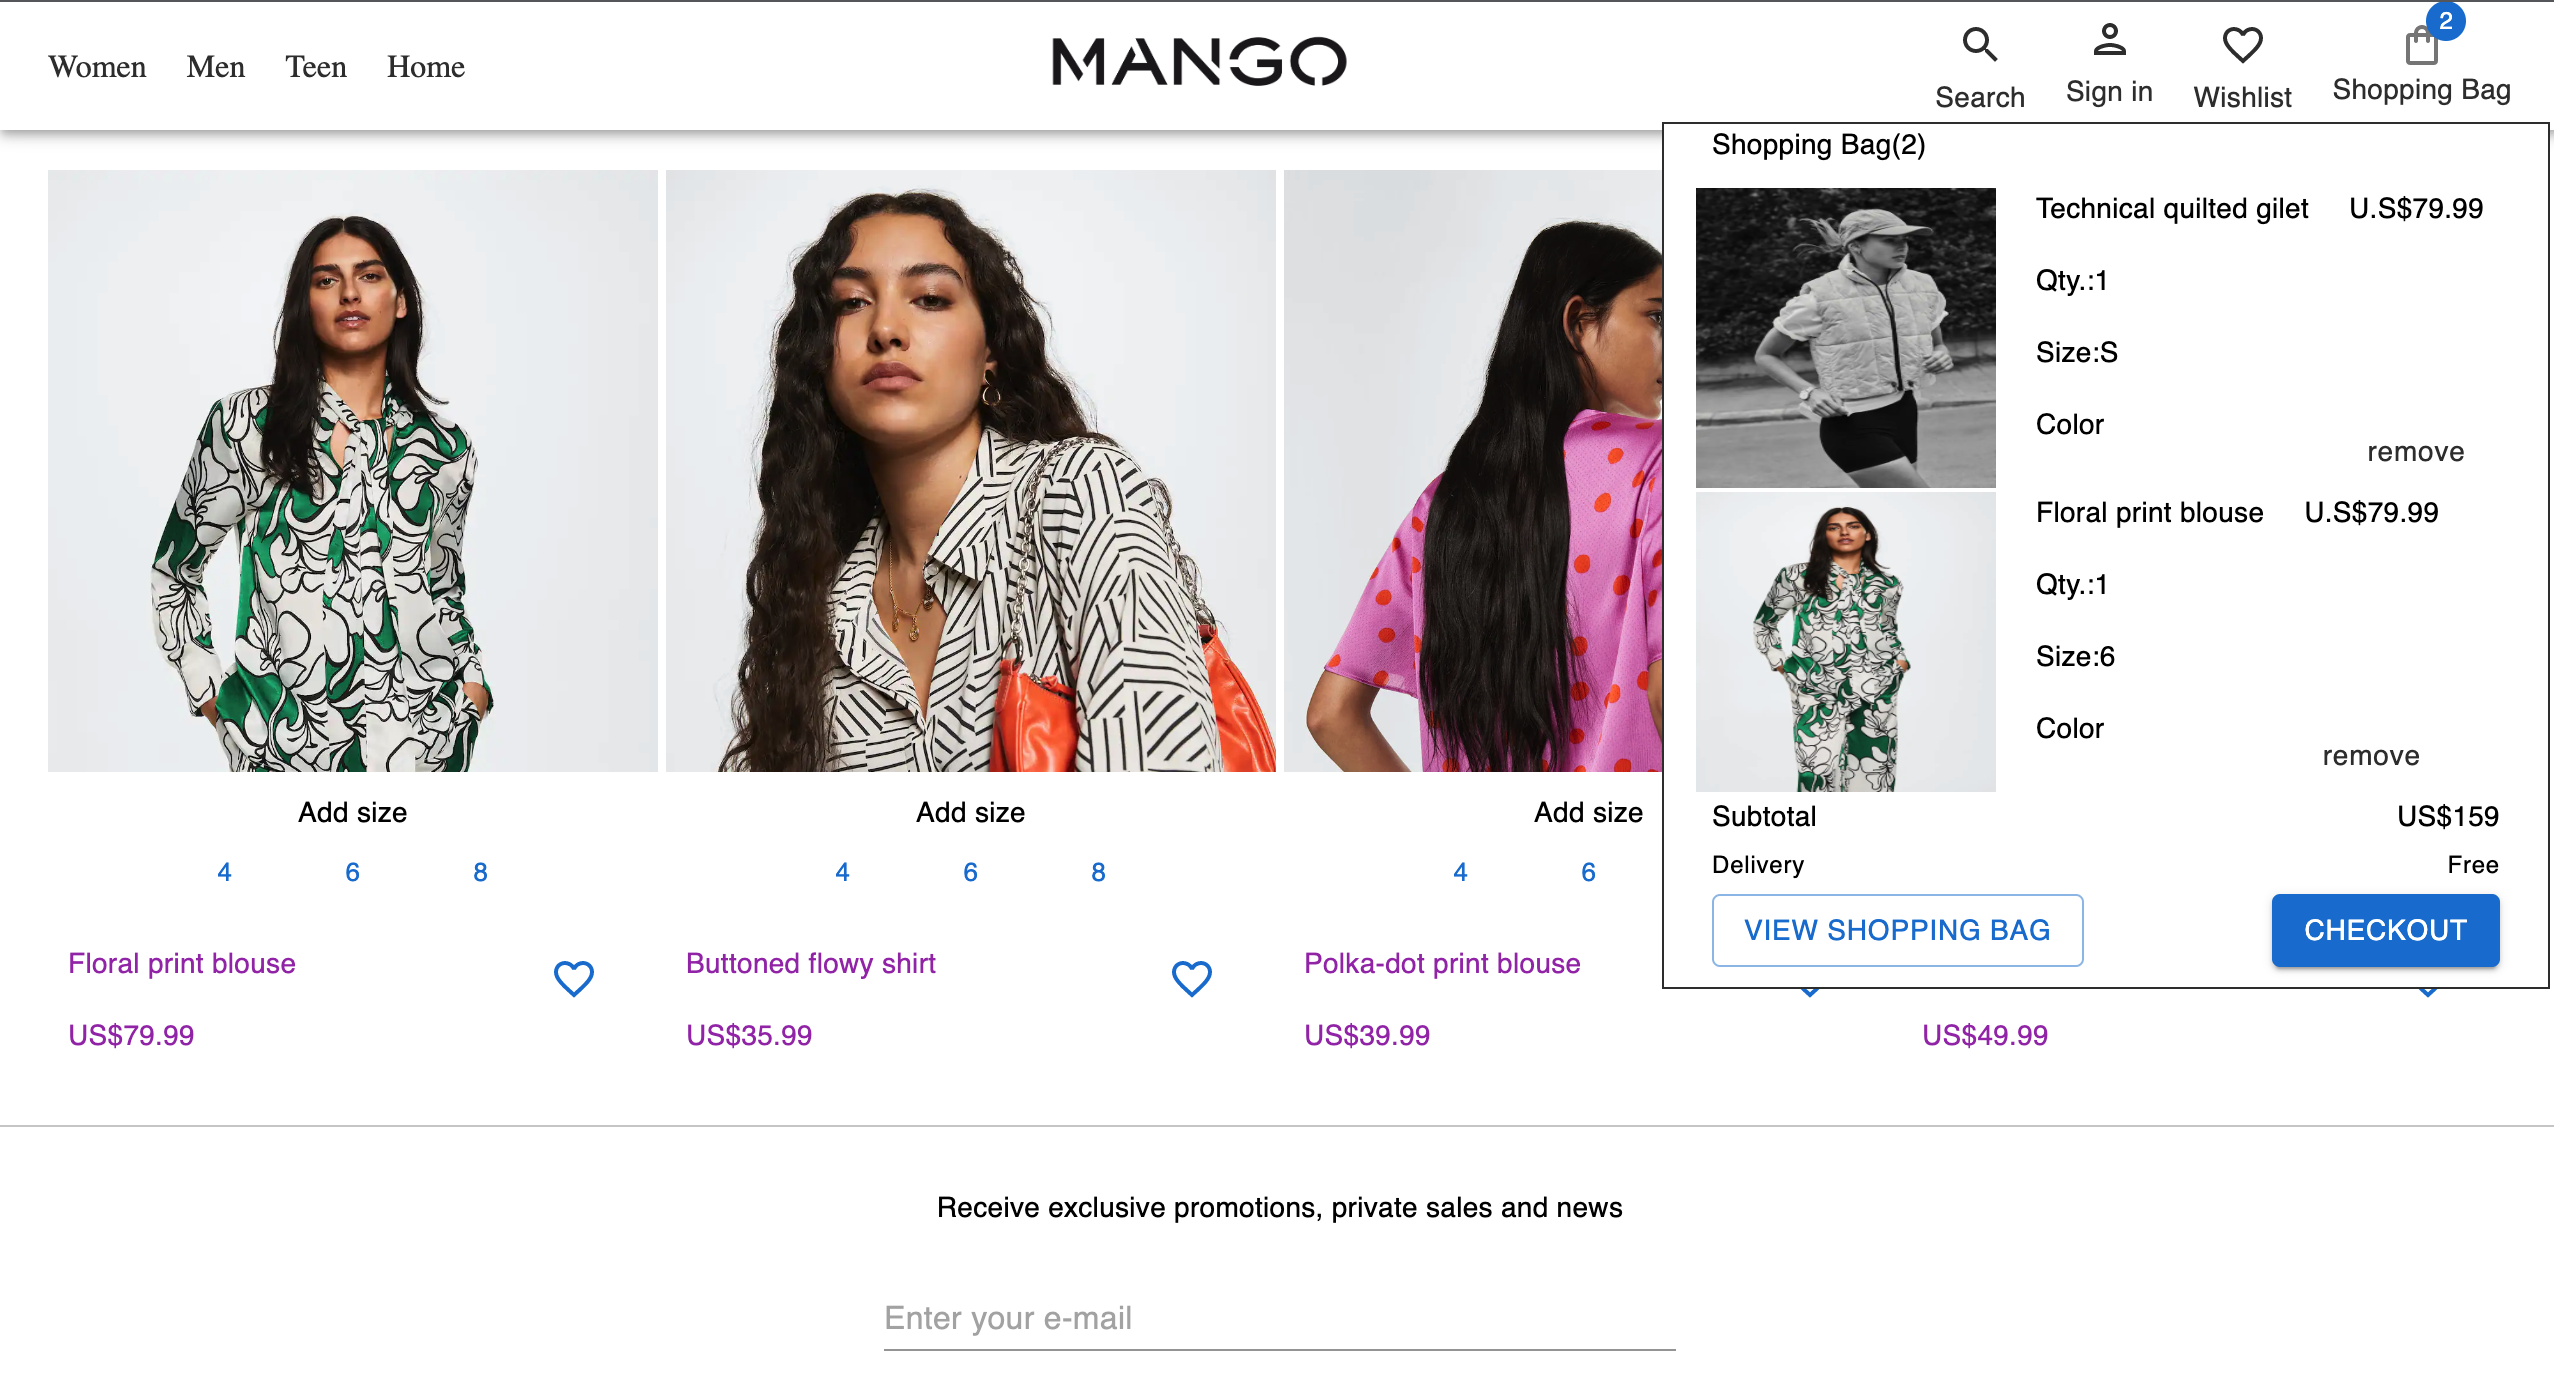 Women Men Teen Home
MANGO
Search Sign in Wishlist Shopping Bag
2
Shopping Bag(2)
Technical quilted gilet U.S$79.99
Qty.:1
Size:S
Color
remove
Floral print blouse U.S$79.99
Qty.:1
Size:6
Color
remove
Subtotal US$159
Delivery Free
VIEW SHOPPING BAG CHECKOUT
Add size Add size Add size
4 6 8 4 6 8 4 6
Floral print blouse Buttoned flowy shirt Polka-dot print blouse
US$79.99 US$35.99 US$39.99 US$49.99
Receive exclusive promotions, private sales and news
Enter your e-mail